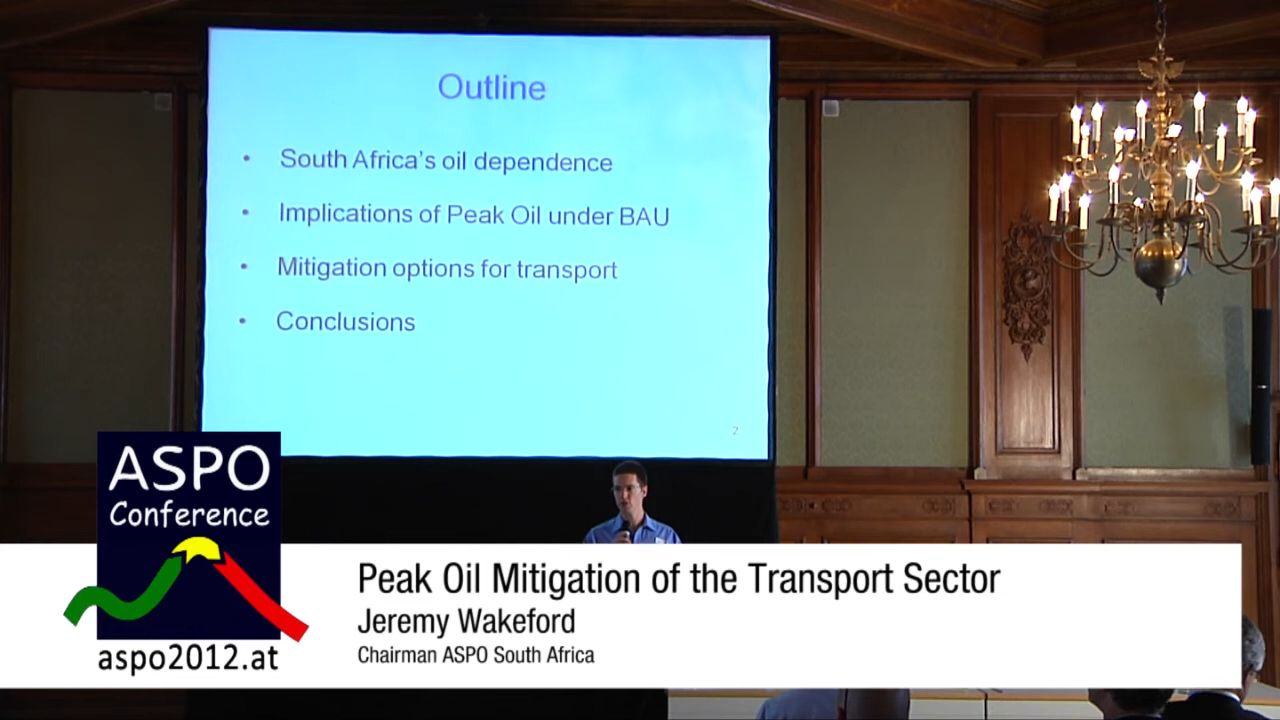 Outline
• South Africa's oil dependence
• Implications of Peak Oil under BAU
• Mitigation options for transport
• Conclusions
2
ASPO
Conference
aspo2012.at
Peak Oil Mitigation of the Transport Sector
Jeremy Wakeford
Chairman ASPO South Africa